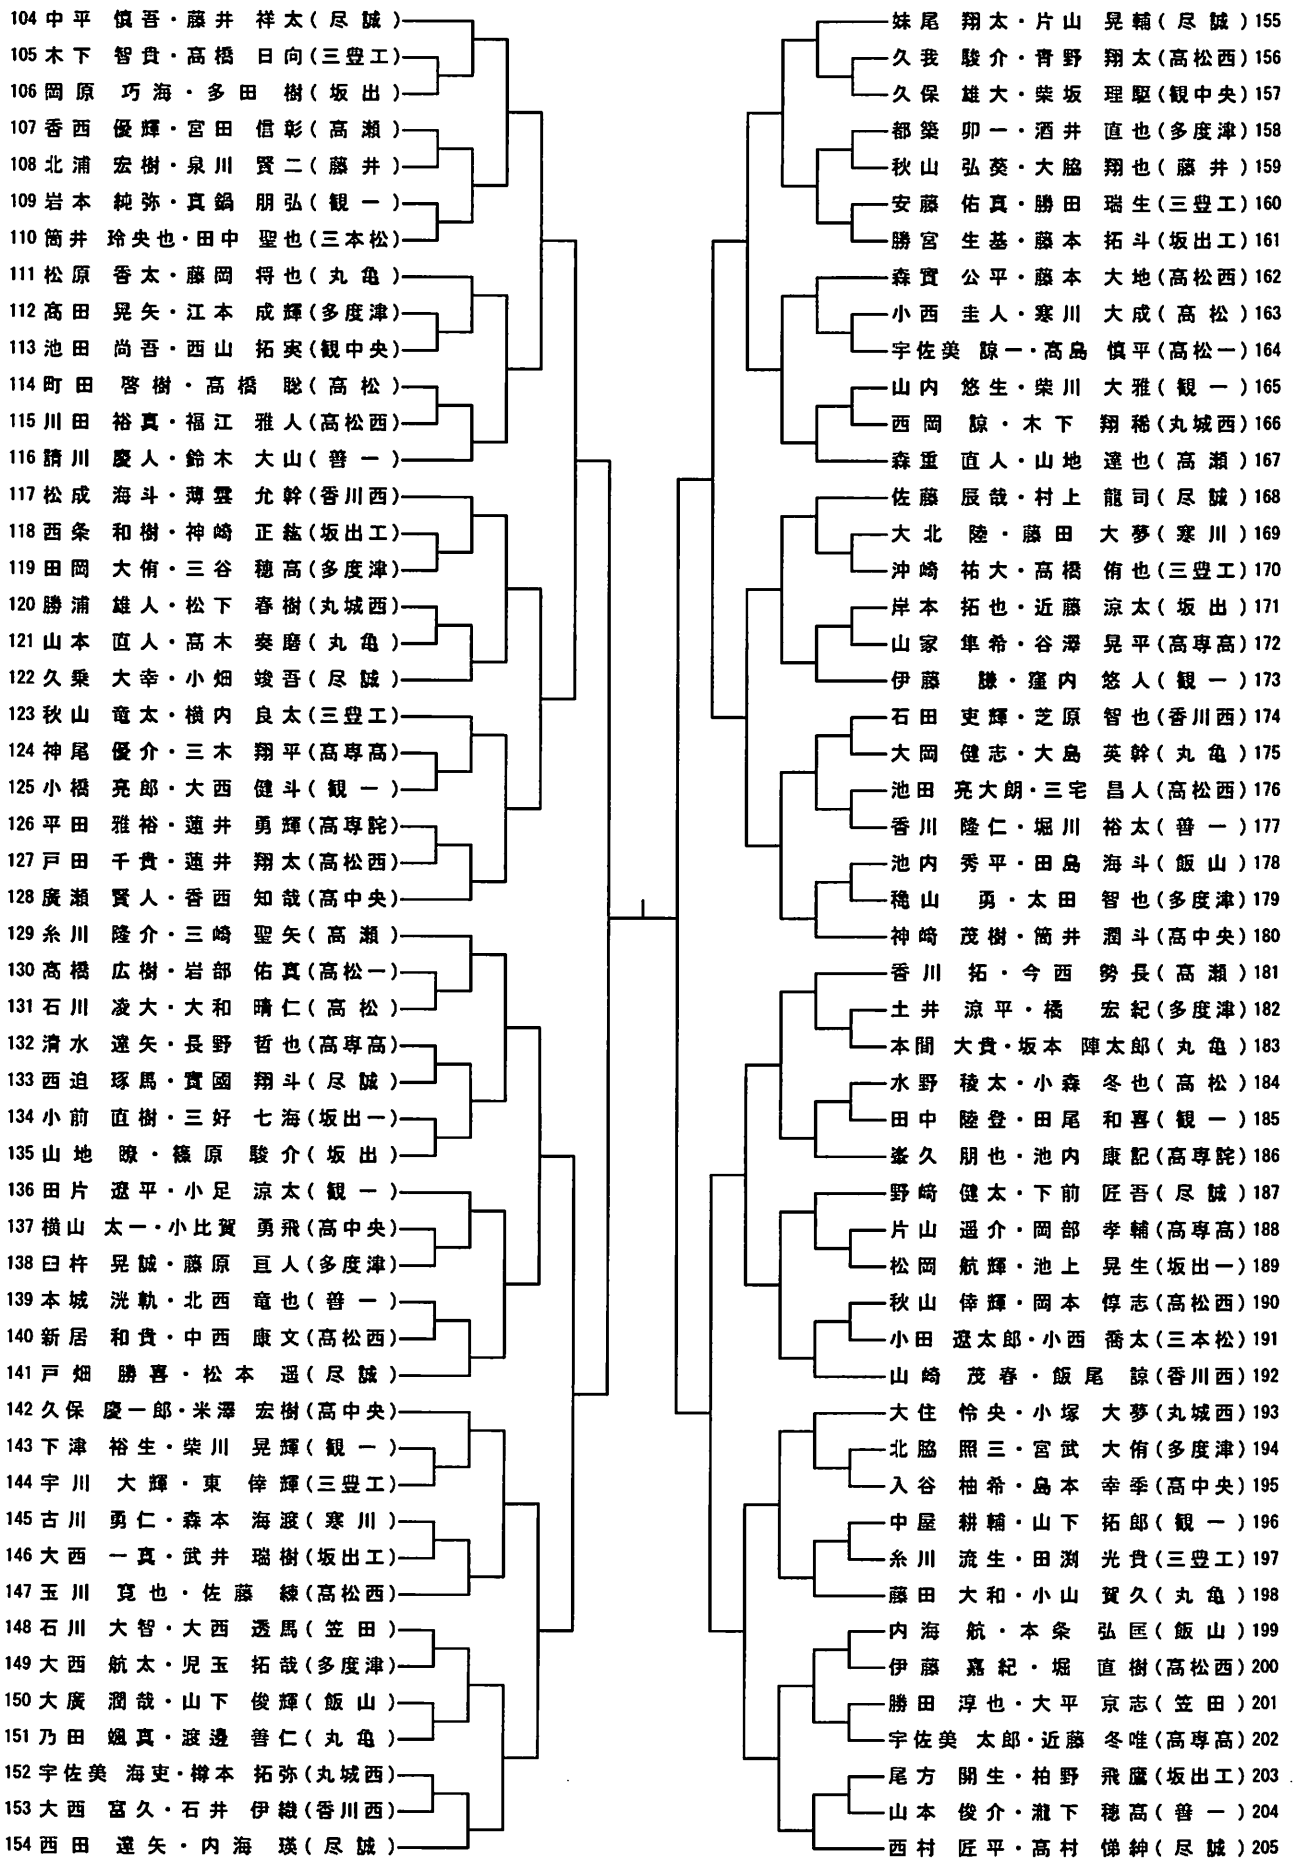 104 中平 慎吾・藤井 祥太(尽誠)
105 木下 智貴・高橋 日向(三豊工)
106 岡原 巧海・多田 樹(坂出)
107 香西 優輝・宮田 信彰(高瀬)
108 北浦 宏樹・泉川 賢二(藤井)
109 岩本 純弥・真鍋 朋弘(観一)
110 筒井 玲央也・田中 聖也(三本松)
111 松原 香太・藤岡 将也(丸亀)
112 高田 晃矢・江本 成輝(多度津)
113 池田 尚吾・西山 拓実(観中央)
114 町田 啓樹・高橋 聡(高松)
115 川田 裕真・福江 雅人(高松西)
116 請川 慶人・鈴木 大山(善一)
117 松成 海斗・薄雲 允幹(香川西)
118 西条 和樹・神崎 正紘(坂出工)
119 田岡 大侑・三谷 穂高(多度津)
120 勝浦 雄人・松下 春樹(丸城西)
121 山本 直人・高木 奏磨(丸亀)
122 久乗 大幸・小畑 竣吾(尽誠)
123 秋山 竜太・横内 良太(三豊工)
124 神尾 優介・三木 翔平(高専高)
125 小橋 亮郎・大西 健斗(観一)
126 平田 雅裕・蓮井 勇輝(高専詫)
127 戸田 千貴・蓮井 翔太(高松西)
128 廣瀬 賢人・香西 知哉(高中央)
129 糸川 隆介・三崎 聖矢(高瀬)
130 高橋 広樹・岩部 佑真(高松一)
131 石川 凌大・大和 晴仁(高松)
132 清水 達矢・長野 哲也(高専高)
133 西迫 琢馬・實國 翔斗(尽誠)
134 小前 直樹・三好 七海(坂出一)
135 山地 瞭・篠原 駿介(坂出)
136 田片 遼平・小足 涼太(観一)
137 横山 太一・小比賀 勇飛(高中央)
138 臼杵 晃誠・藤原 亘人(多度津)
139 本城 洸軌・北西 竜也(善一)
140 新居 和貴・中西 康文(高松西)
141 戸畑 勝喜・松本 遥(尽誠)
142 久保 慶一郎・米澤 宏樹(高中央)
143 下津 裕生・柴川 晃輝(観一)
144 宇川 大輝・東 倖輝(三豊工)
145 古川 勇仁・森本 海渡(寒川)
146 大西 一真・武井 瑞樹(坂出工)
147 玉川 寛也・佐藤 練(高松西)
148 石川 大智・大西 透馬(笠田)
149 大西 航太・児玉 拓哉(多度津)
150 大廣 潤哉・山下 俊輝(飯山)
151 乃田 颯真・渡邊 善仁(丸亀)
152 宇佐美 海吏・樽本 拓弥(丸城西)
153 大西 富久・石井 伊織(香川西)
154 西田 達矢・内海 瑛(尽誠)
妹尾 翔太・片山 晃輔(尽誠) 155
久我 駿介・青野 翔太(高松西) 156
久保 雄大・柴坂 理駆(観中央) 157
都築 卯一・酒井 直也(多度津) 158
秋山 弘葵・大脇 翔也(藤井) 159
安藤 佑真・勝田 瑞生(三豊工) 160
勝宮 生基・藤本 拓斗(坂出工) 161
森實 公平・藤本 大地(高松西) 162
小西 圭人・寒川 大成(高松) 163
宇佐美 諒一・高島 慎平(高松一) 164
山内 悠生・柴川 大雅(観一) 165
西岡 諒・木下 翔稀(丸城西) 166
森重 直人・山地 達也(高瀬) 167
佐藤 辰哉・村上 龍司(尽誠) 168
大北 陸・藤田 大夢(寒川) 169
沖崎 祐大・高橋 侑也(三豊工) 170
岸本 拓也・近藤 涼太(坂出) 171
山家 隼希・谷澤 晃平(高専高) 172
伊藤 謙・窪内 悠人(観一) 173
石田 吏輝・芝原 智也(香川西) 174
大岡 健志・大島 英幹(丸亀) 175
池田 亮大朗・三宅 昌人(高松西) 176
香川 隆仁・堀川 裕太(善一) 177
池内 秀平・田島 海斗(飯山) 178
穐山 勇・太田 智也(多度津) 179
神崎 茂樹・筒井 潤斗(高中央) 180
香川 拓・今西 勢長(高瀬) 181
土井 涼平・橘 宏紀(多度津) 182
本間 大貴・坂本 陣太郎(丸亀) 183
水野 稜太・小森 冬也(高松) 184
田中 陸登・田尾 和喜(観一) 185
峯久 朋也・池内 康記(高専詫) 186
野崎 健太・下前 匠吾(尽誠) 187
片山 遥介・岡部 孝輔(高専高) 188
松岡 航輝・池上 晃生(坂出一) 189
秋山 倖輝・岡本 惇志(高松西) 190
小田 遼太郎・小西 喬太(三本松) 191
山崎 茂春・飯尾 諒(香川西) 192
大住 怜央・小塚 大夢(丸城西) 193
北脇 照三・宮武 大侑(多度津) 194
入谷 柚希・島本 幸季(高中央) 195
中屋 耕輔・山下 拓郎(観一) 196
糸川 流生・田渕 光貴(三豊工) 197
藤田 大和・小山 賀久(丸亀) 198
内海 航・本条 弘匡(飯山) 199
伊藤 嘉紀・堀 直樹(高松西) 200
勝田 淳也・大平 京志(笠田) 201
宇佐美 太郎・近藤 冬唯(高専高) 202
尾方 開生・柏野 飛鷹(坂出工) 203
山本 俊介・瀧下 穂高(善一) 204
西村 匠平・高村 悌紳(尽誠) 205